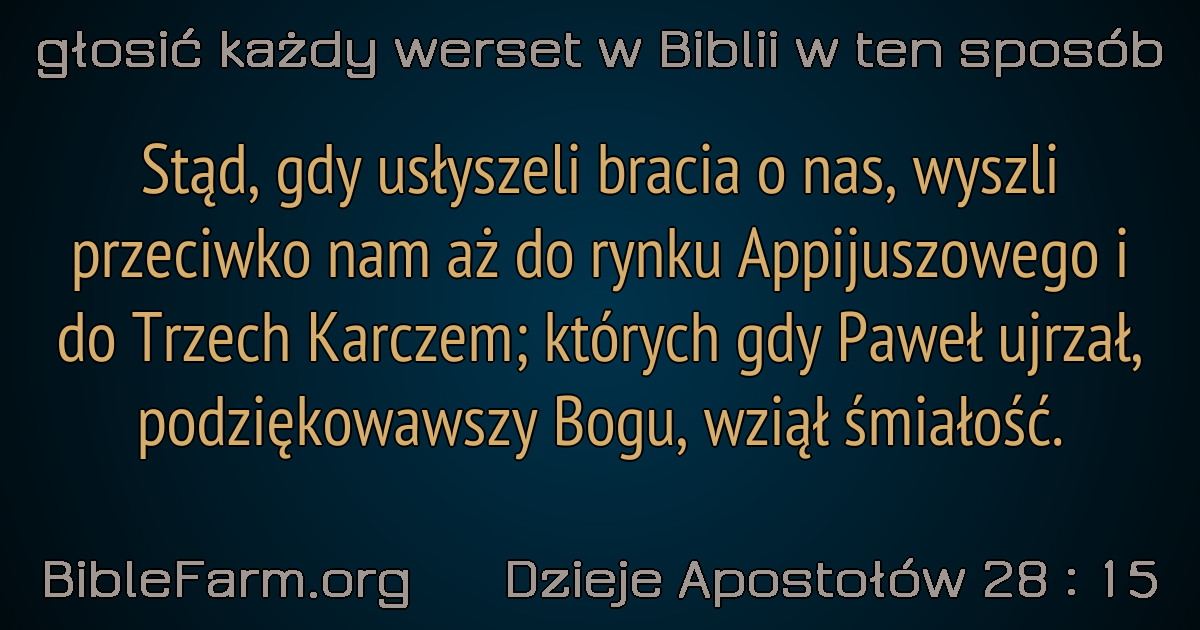 głosić każdy werset w Biblii w ten sposób
Stąd, gdy usłyszeli bracia o nas, wyszli
przeciwko nam aż do rynku Appijuszowego i
do Trzech Karczem; których gdy Paweł ujrzał,
podziękowawszy Bogu, wziął śmiałość.
BibleFarm.org Dzieje Apostołów 28 : 15